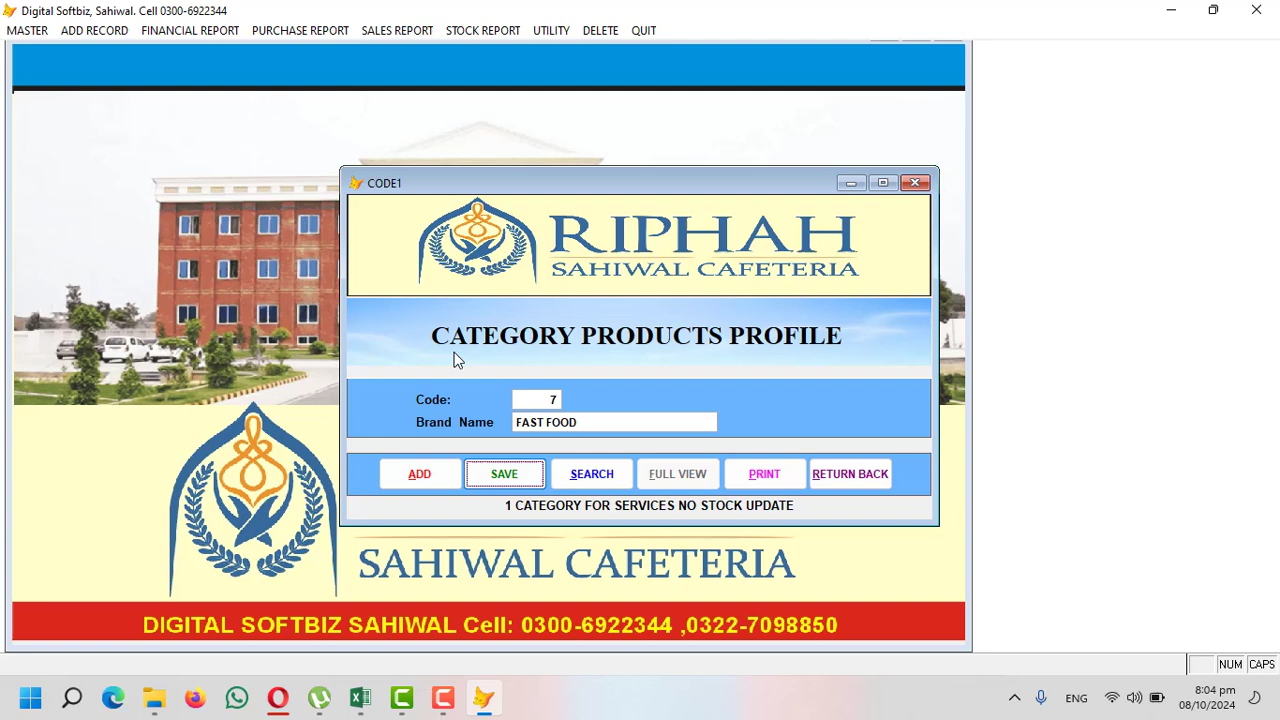 Digital Softbiz, Sahiwal. Cell 0300-6922344
MASTER ADD RECORD FINANCIAL REPORT PURCHASE REPORT SALES REPORT STOCK REPORT UTILITY DELETE QUIT
CODE1
RIPHAH
SAHIWAL CAFETERIA
CATEGORY PRODUCTS PROFILE
Code: 7
Brand Name FAST FOOD
ADD SAVE SEARCH FULL VIEW PRINT RETURN BACK
1 CATEGORY FOR SERVICES NO STOCK UPDATE
SAHIWAL CAFETERIA
DIGITAL SOFTBIZ SAHIWAL Cell: 0300-6922344 ,0322-7098850
NUM CAPS
ENG
8:04 pm
08/10/2024